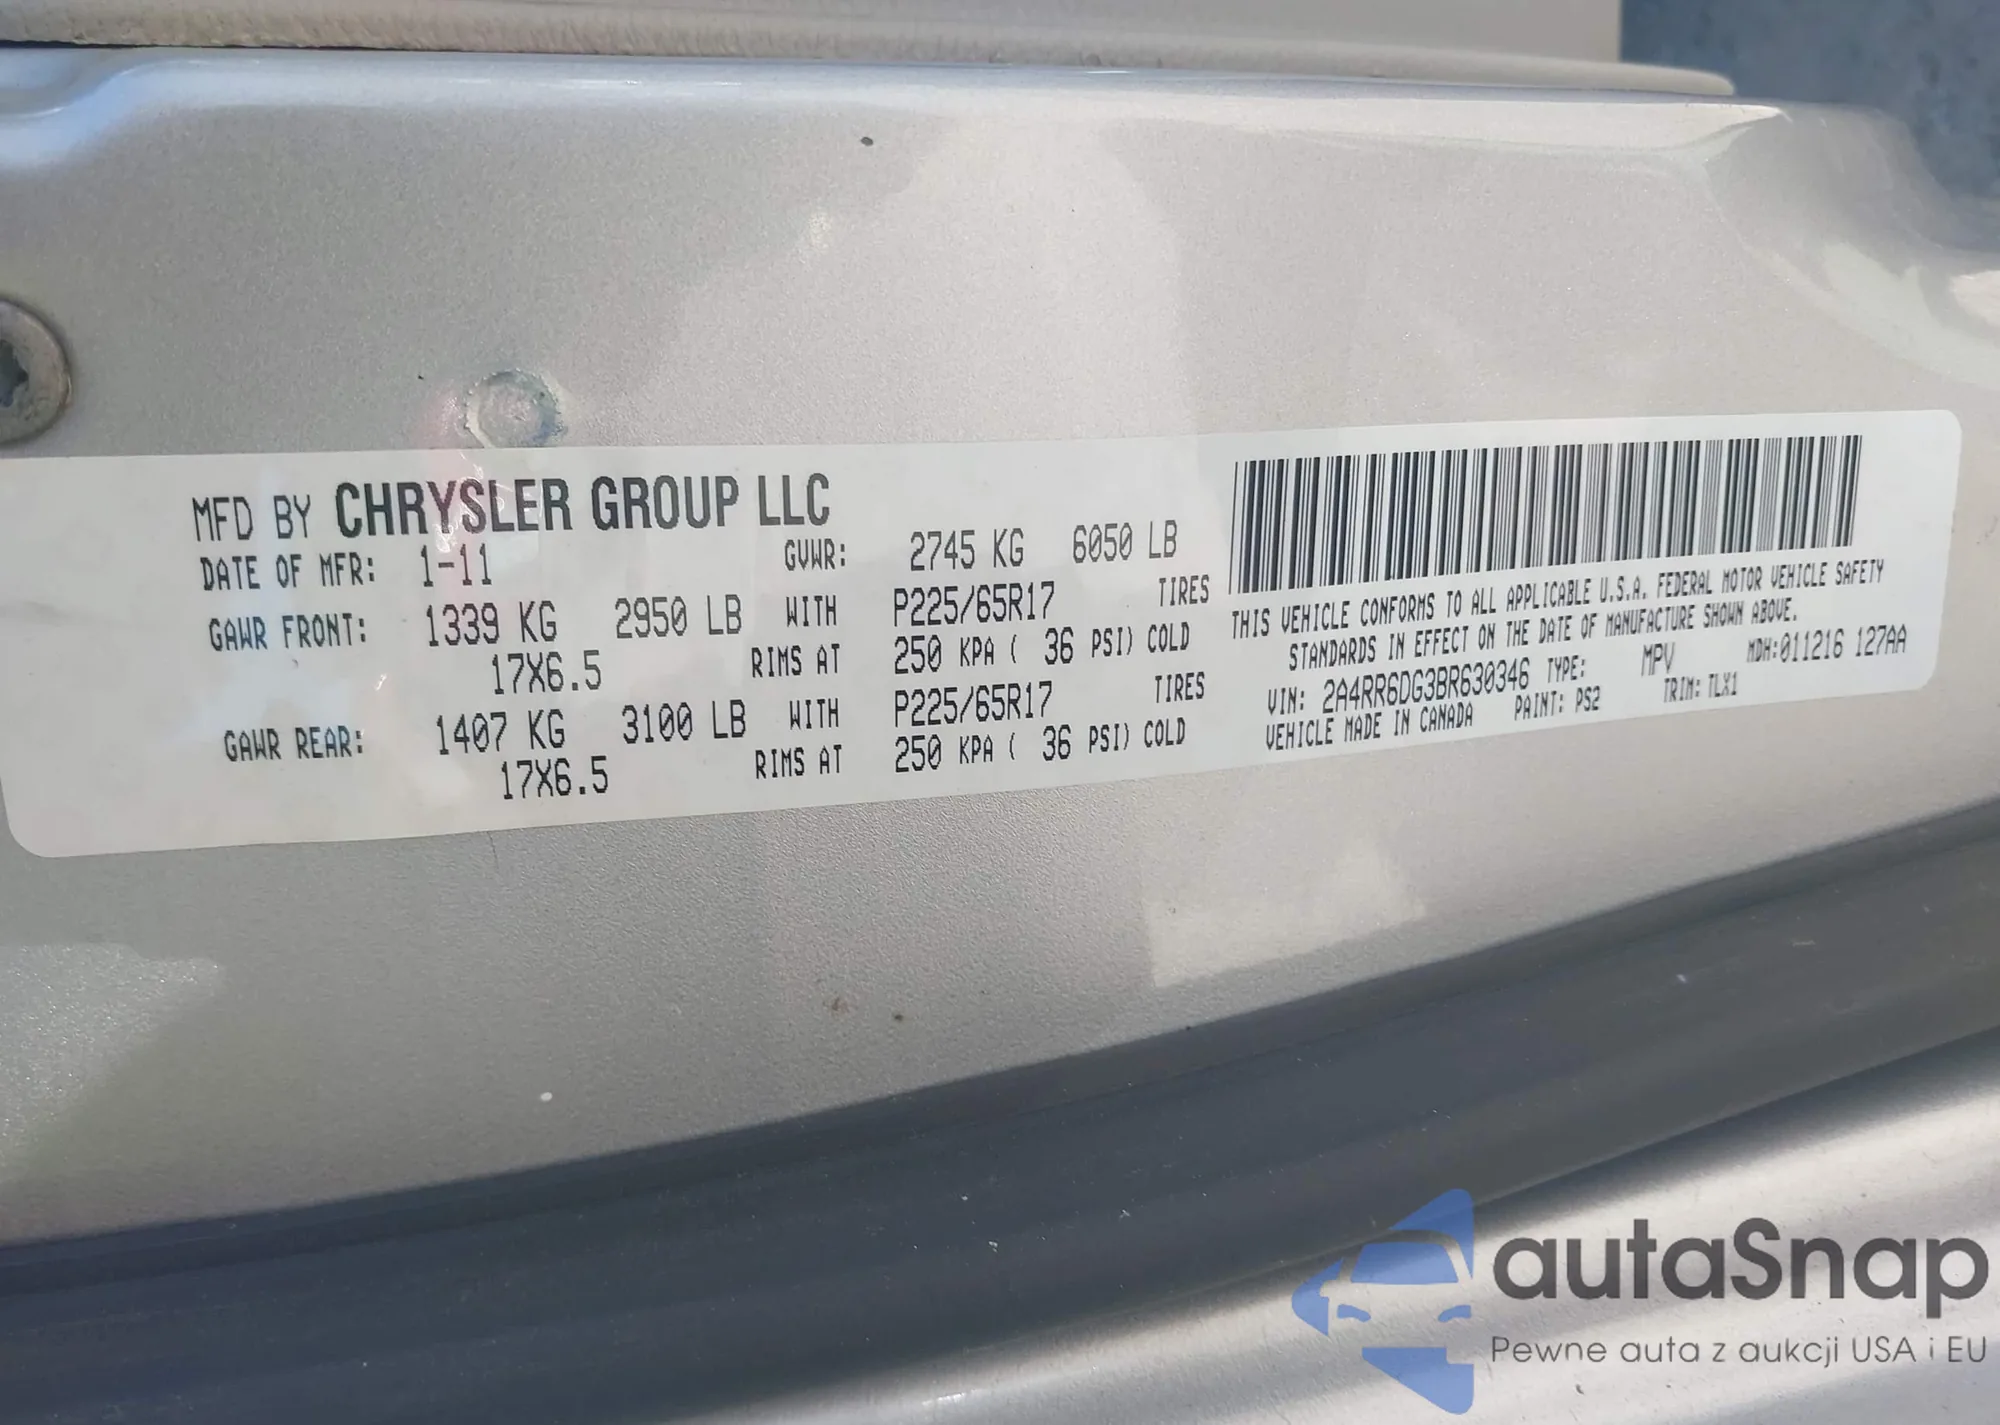 MFD BY CHRYSLER GROUP LLC
DATE OF MFR: 1-11 GVWR: 2745 KG 6050 LB
GAWR FRONT: 1339 KG 2950 LB WITH P225/65R17 TIRES
17X6.5 RIMS AT 250 KPA ( 36 PSI) COLD
GAWR REAR: 1407 KG 3100 LB WITH P225/65R17 TIRES
17X6.5 RIMS AT 250 KPA ( 36 PSI) COLD
THIS VEHICLE CONFORMS TO ALL APPLICABLE U.S.A. FEDERAL MOTOR VEHICLE SAFETY
STANDARDS IN EFFECT ON THE DATE OF MANUFACTURE SHOWN ABOVE.
VIN: 2A4RR6DG3BR630346 TYPE: MPV MDH:011216 127AA
VEHICLE MADE IN CANADA PAINT: PS2 TRIM: TLX1
autaSnap
Pewne auta z aukcji USA i EU